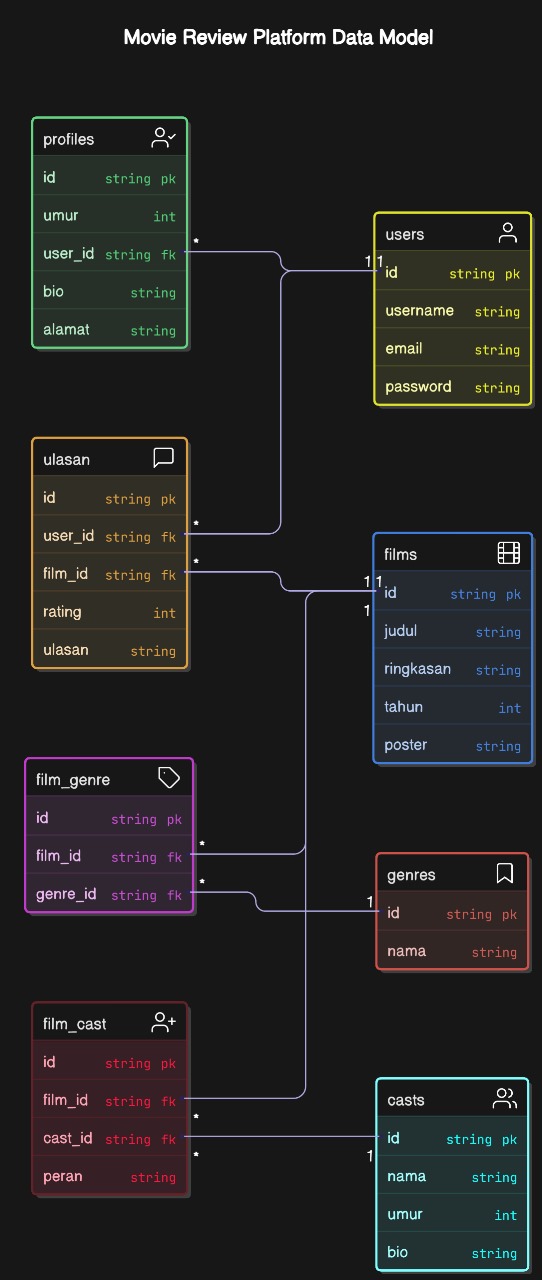 Movie Review Platform Data Model
profiles
id string pk
umur int
user_id string fk
bio string
alamat string
*
1 1
users
id string pk
username string
email string
password string
ulasan
id string pk
user_id string fk
film_id string fk
rating int
ulasan string
*
*
1 1
1
films
id string pk
judul string
ringkasan string
tahun int
poster string
film_genre
id string pk
film_id string fk
genre_id string fk
*
*
1
genres
id string pk
nama string
film_cast
id string pk
film_id string fk
cast_id string fk
peran string
*
*
1
casts
id string pk
nama string
umur int
bio string